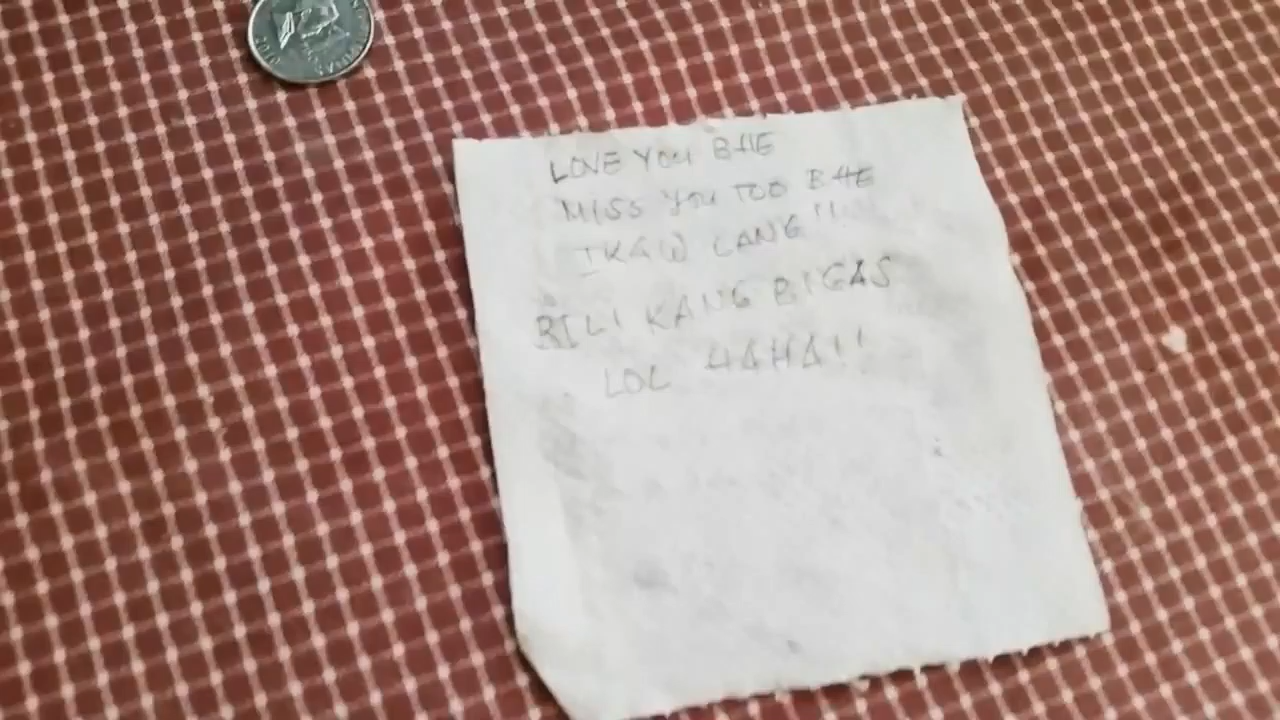 LOVE YOU BHE
MISS YOU TOO BHE
IKAW LANG!!
BILI KANG BIGAS
LOL HAHA!!